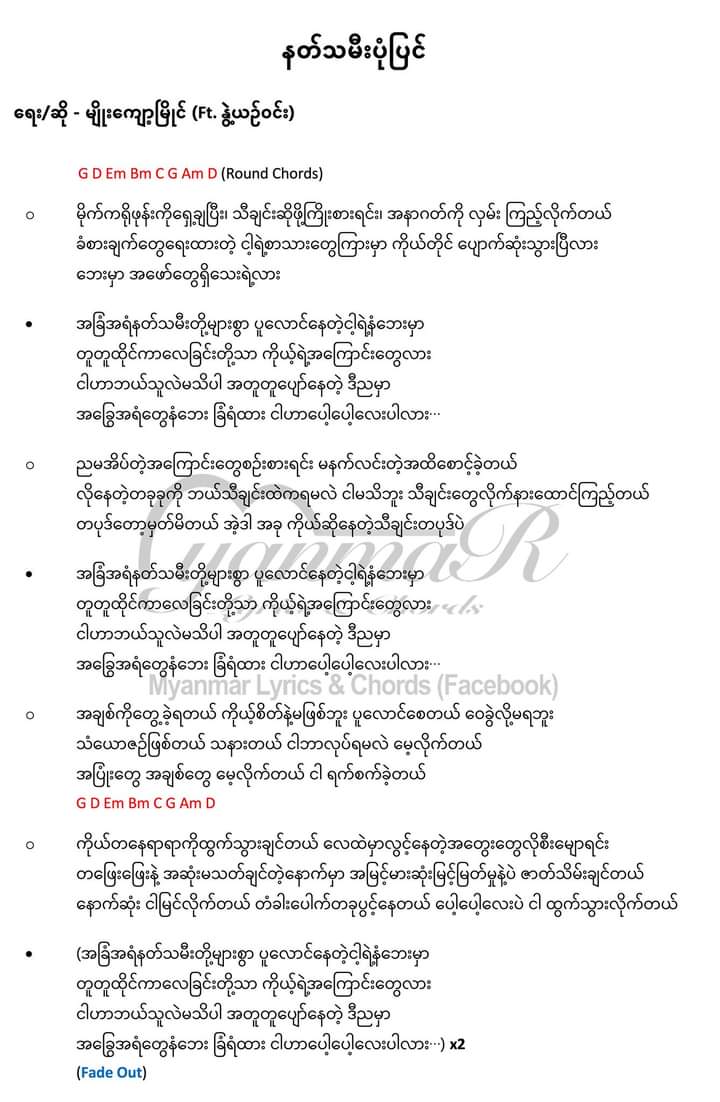 နတ်သမီးပုံပြင်
ရေး/ဆို - မျိုးကျော့မြိုင် (Ft. နွဲ့ယဉ်ဝင်း)
G D Em Bm C G Am D (Round Chords)
မိုက်ကရိုဖုန်းကိုရှေ့ချပြီး၊ သီချင်းဆိုဖို့ကြိုးစားရင်း၊ အနာဂတ်ကို လှမ်း ကြည့်လိုက်တယ်
ခံစားချက်တွေရေးထားတဲ့ ငါ့ရဲ့စာသားတွေကြားမှာ ကိုယ်တိုင် ပျောက်ဆုံးသွားပြီလား
ဘေးမှာ အဖော်တွေရှိသေးရဲ့လား
အခြံအရံနတ်သမီးတို့များစွာ ပူလောင်နေတဲ့ငါ့ရဲ့နံဘေးမှာ
တူတူထိုင်ကာလေခြင်းတို့သာ ကိုယ့်ရဲ့အကြောင်းတွေလား
ငါဟာဘယ်သူလဲမသိပါ အတူတူပျော်နေတဲ့ ဒီညမှာ
အခြွေအရံတွေနံဘေး ခြံရံထား ငါဟာပေါ့ပေါ့လေးပါလား...
ညမအိပ်တဲ့အကြောင်းတွေစဉ်းစားရင်း မနက်လင်းတဲ့အထိစောင့်ခဲ့တယ်
လိုနေတဲ့တခုခုကို ဘယ်သီချင်းထဲကရမလဲ ငါမသိဘူး သီချင်းတွေလိုက်နားထောင်ကြည့်တယ်
တပုဒ်တော့မှတ်မိတယ် အဲ့ဒါ အခု ကိုယ်ဆိုနေတဲ့သီချင်းတပုဒ်ပဲ
အခြံအရံနတ်သမီးတို့များစွာ ပူလောင်နေတဲ့ငါ့ရဲ့နံဘေးမှာ
တူတူထိုင်ကာလေခြင်းတို့သာ ကိုယ့်ရဲ့အကြောင်းတွေလား
ငါဟာဘယ်သူလဲမသိပါ အတူတူပျော်နေတဲ့ ဒီညမှာ
အခြွေအရံတွေနံဘေး ခြံရံထား ငါဟာပေါ့ပေါ့လေးပါလား...
Myanmar Lyrics & Chords (Facebook)
အချစ်ကိုတွေ့ခဲ့ရတယ် ကိုယ့်စိတ်နဲ့မဖြစ်ဘူး ပူလောင်စေတယ် ဝေခွဲလို့မရဘူး
သံယောဇဉ်ဖြစ်တယ် သနားတယ် ငါဘာလုပ်ရမလဲ မေ့လိုက်တယ်
အပြုံးတွေ အချစ်တွေ မေ့လိုက်တယ် ငါ ရက်စက်ခဲ့တယ်
G D Em Bm C G Am D
ကိုယ်တနေရာရာကိုထွက်သွားချင်တယ် လေထဲမှာလွင့်နေတဲ့အတွေးတွေလိုစီးမျောရင်း
တဖြေးဖြေးနဲ့ အဆုံးမသတ်ချင်တဲ့နောက်မှာ အမြင့်မားဆုံးမြင့်မြတ်မှုနဲ့ပဲ ဇာတ်သိမ်းချင်တယ်
နောက်ဆုံး ငါမြင်လိုက်တယ် တံခါးပေါက်တခုပွင့်နေတယ် ပေါ့ပေါ့လေးပဲ ငါ ထွက်သွားလိုက်တယ်
(အခြံအရံနတ်သမီးတို့များစွာ ပူလောင်နေတဲ့ငါ့ရဲ့နံဘေးမှာ
တူတူထိုင်ကာလေခြင်းတို့သာ ကိုယ့်ရဲ့အကြောင်းတွေလား
ငါဟာဘယ်သူလဲမသိပါ အတူတူပျော်နေတဲ့ ဒီညမှာ
အခြွေအရံတွေနံဘေး ခြံရံထား ငါဟာပေါ့ပေါ့လေးပါလား...) x2
(Fade Out)